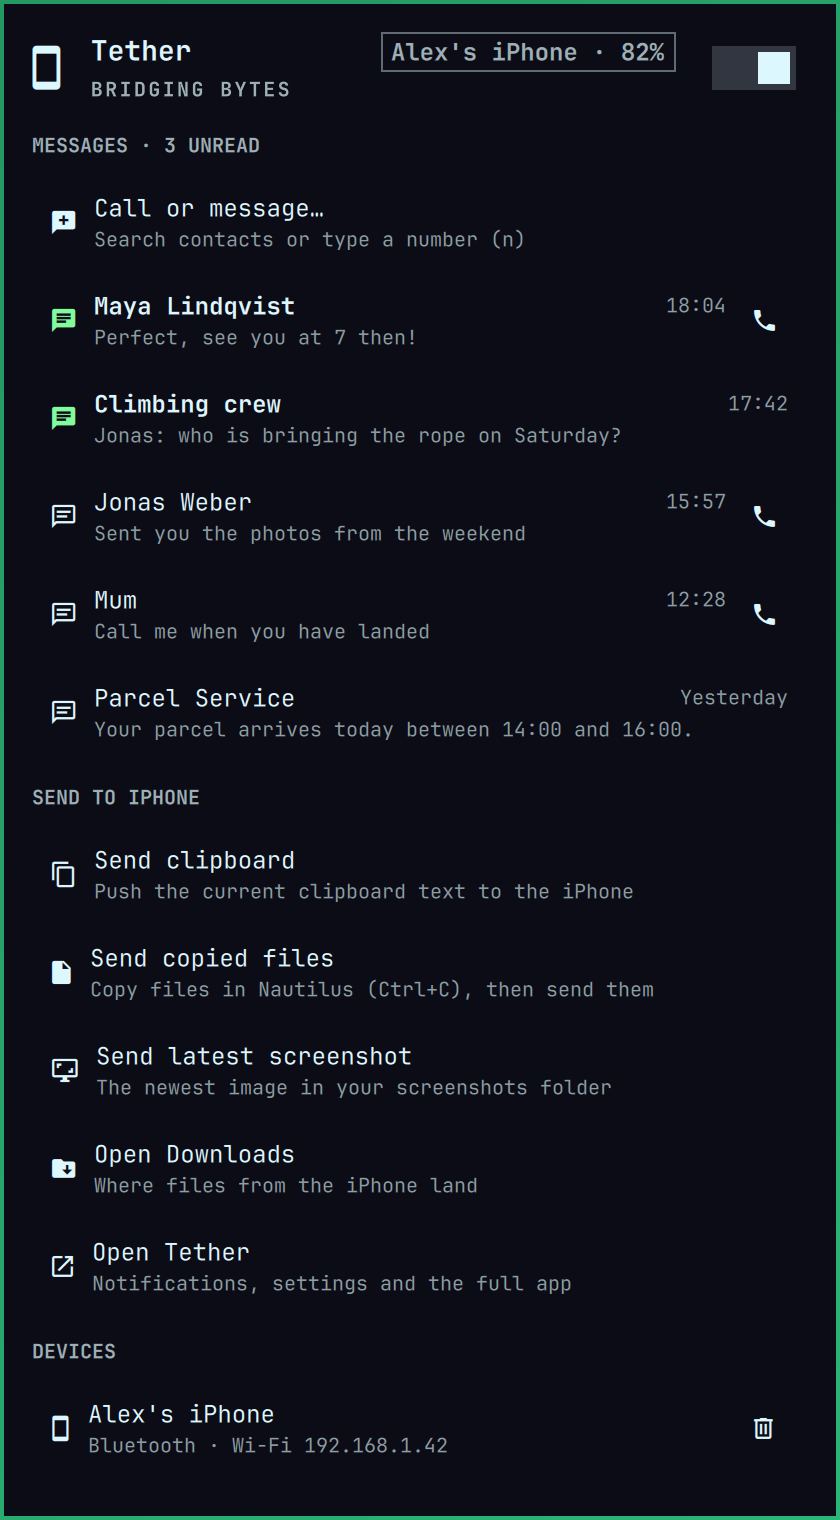 Tether
Alex's iPhone · 82%
BRIDGING BYTES
MESSAGES · 3 UNREAD
Call or message…
Search contacts or type a number (n)
Maya Lindqvist
18:04
Perfect, see you at 7 then!
Climbing crew
17:42
Jonas: who is bringing the rope on Saturday?
Jonas Weber
15:57
Sent you the photos from the weekend
Mum
12:28
Call me when you have landed
Parcel Service
Yesterday
Your parcel arrives today between 14:00 and 16:00.
SEND TO IPHONE
Send clipboard
Push the current clipboard text to the iPhone
Send copied files
Copy files in Nautilus (Ctrl+C), then send them
Send latest screenshot
The newest image in your screenshots folder
Open Downloads
Where files from the iPhone land
Open Tether
Notifications, settings and the full app
DEVICES
Alex's iPhone
Bluetooth · Wi-Fi 192.168.1.42